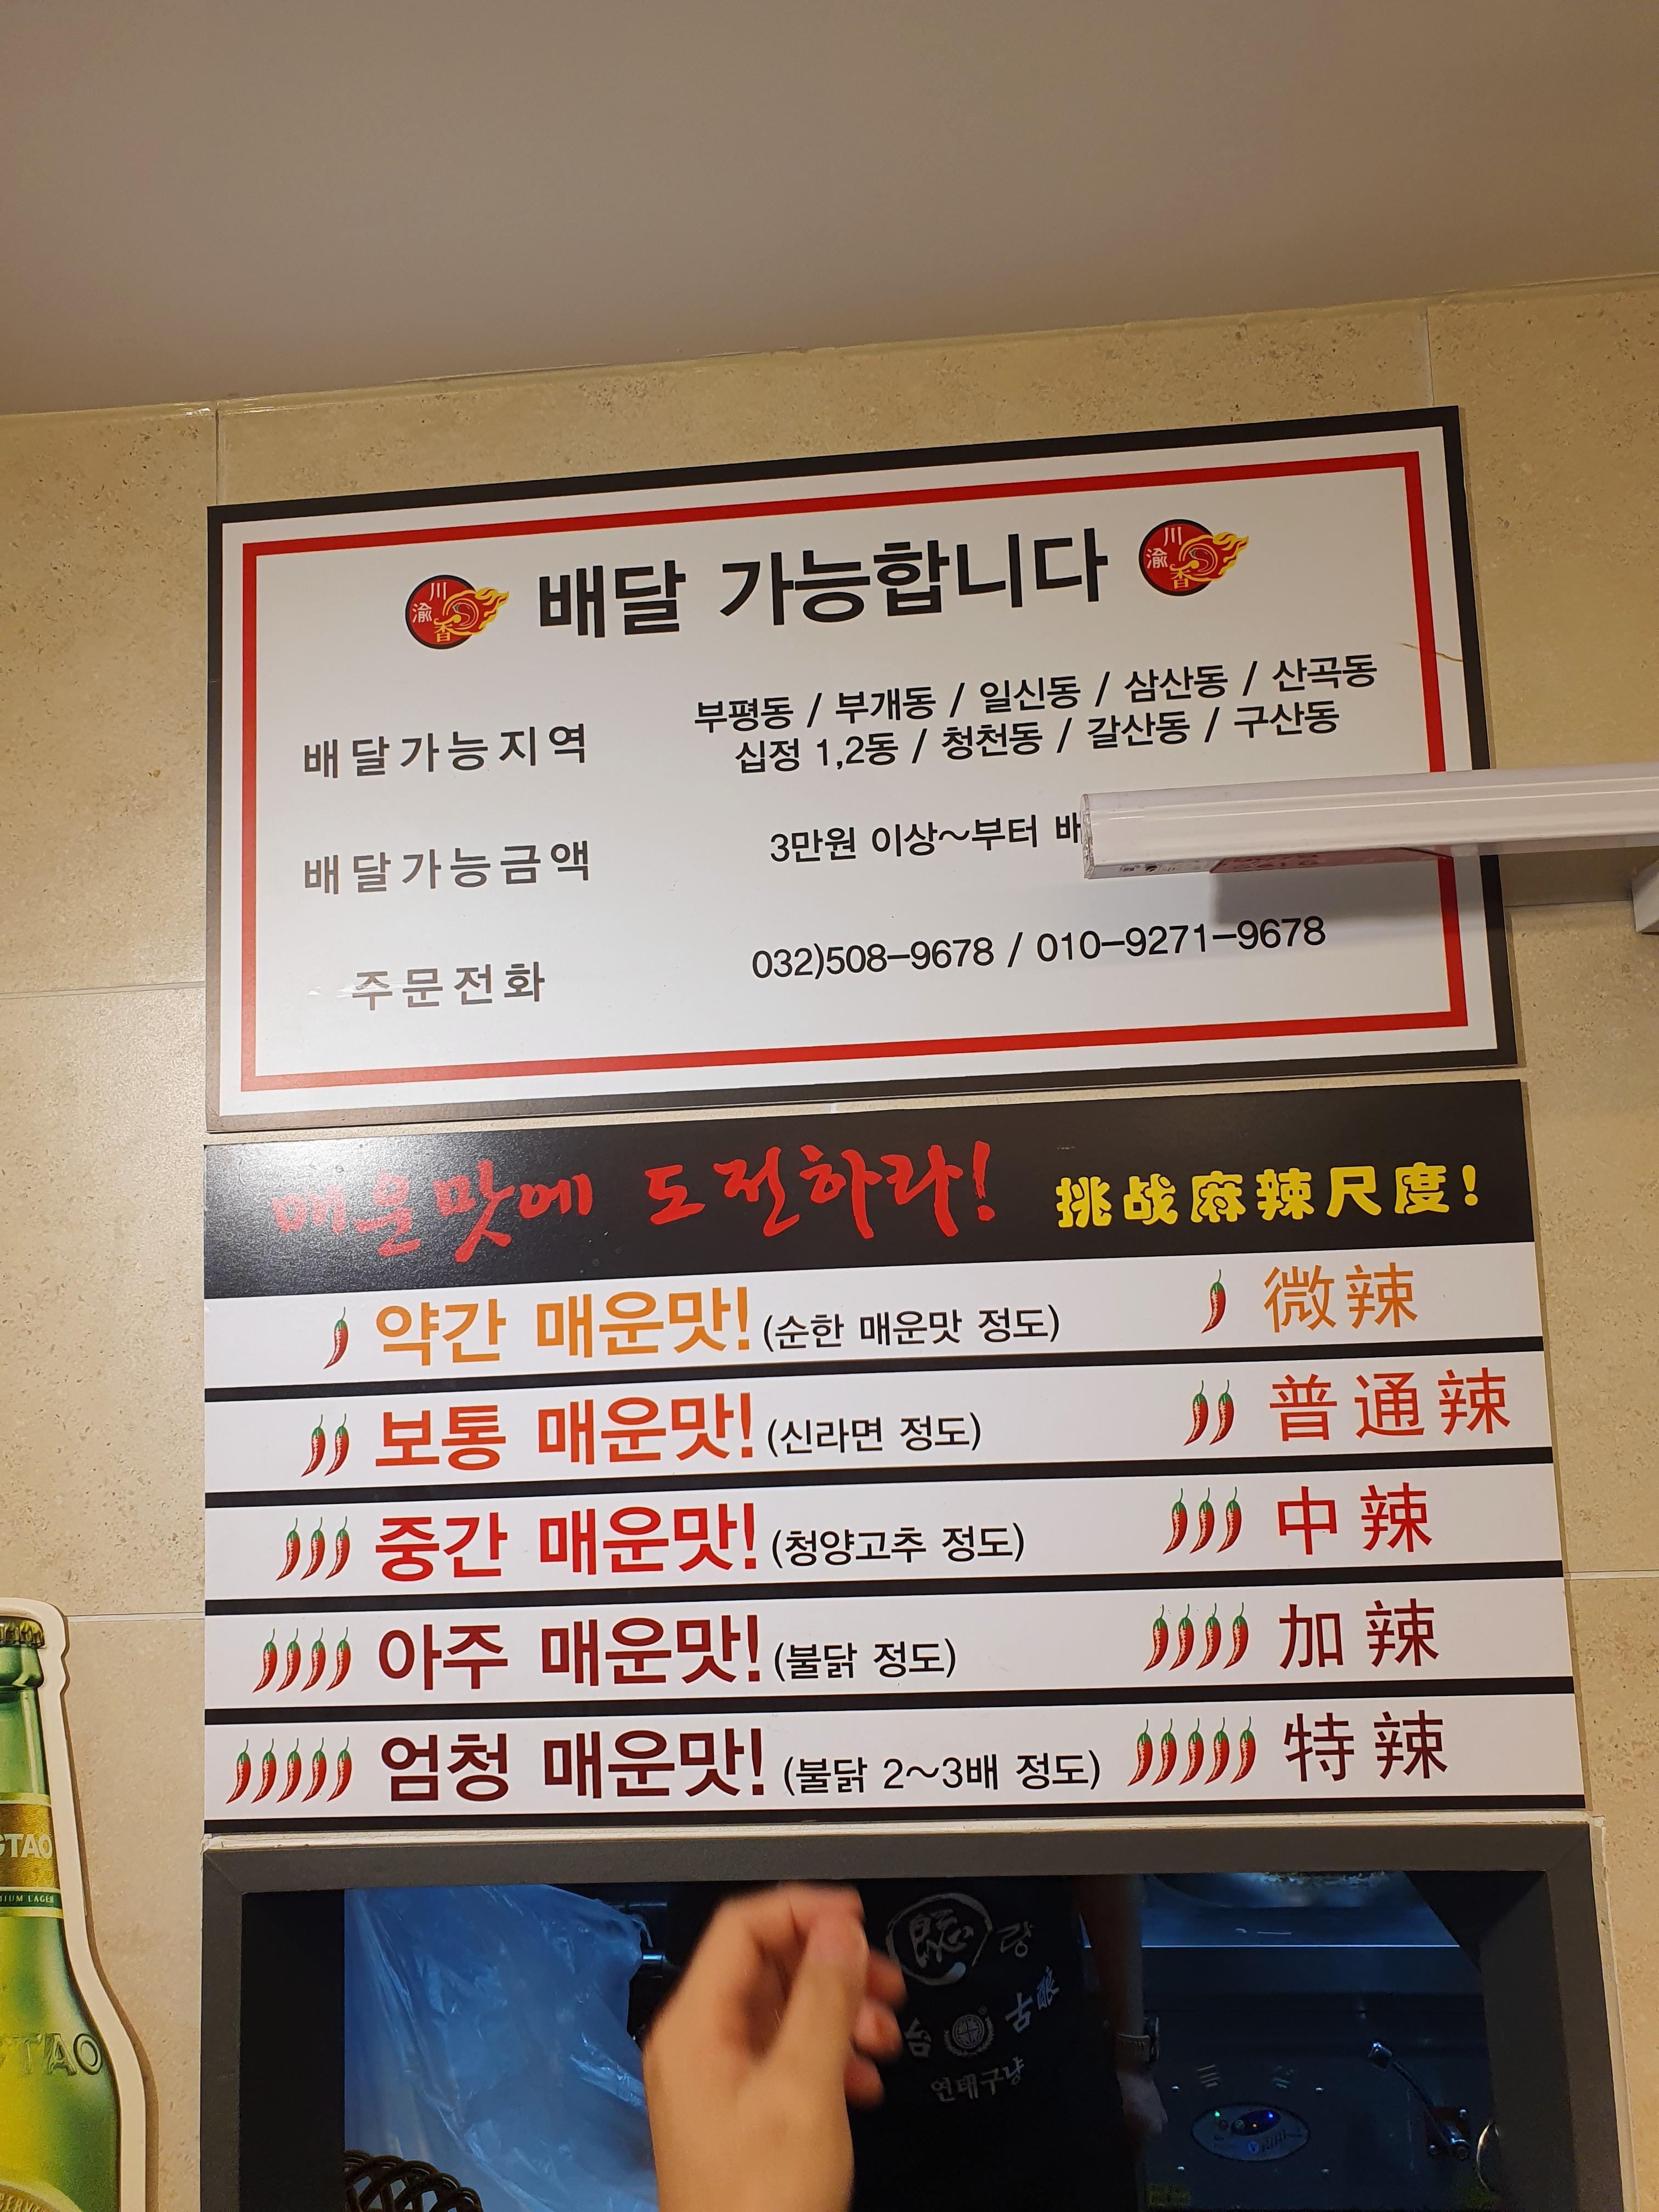 川渝香 배달 가능합니다 川渝香
배달가능지역
부평동 / 부개동 / 일신동 / 삼산동 / 산곡동
십정 1,2동 / 청천동 / 갈산동 / 구산동
배달가능금액 3만원 이상~부터 배
주문전화 032)508-9678 / 010-9271-9678
매운맛에 도전하라! 挑战麻辣尺度!
약간 매운맛! (순한 매운맛 정도) 微辣
보통 매운맛! (신라면 정도) 普通辣
중간 매운맛! (청양고추 정도) 中辣
아주 매운맛! (불닭 정도) 加辣
엄청 매운맛! (불닭 2~3배 정도) 特辣
GTAO
MIUM LAGER
TAO
연태구냥